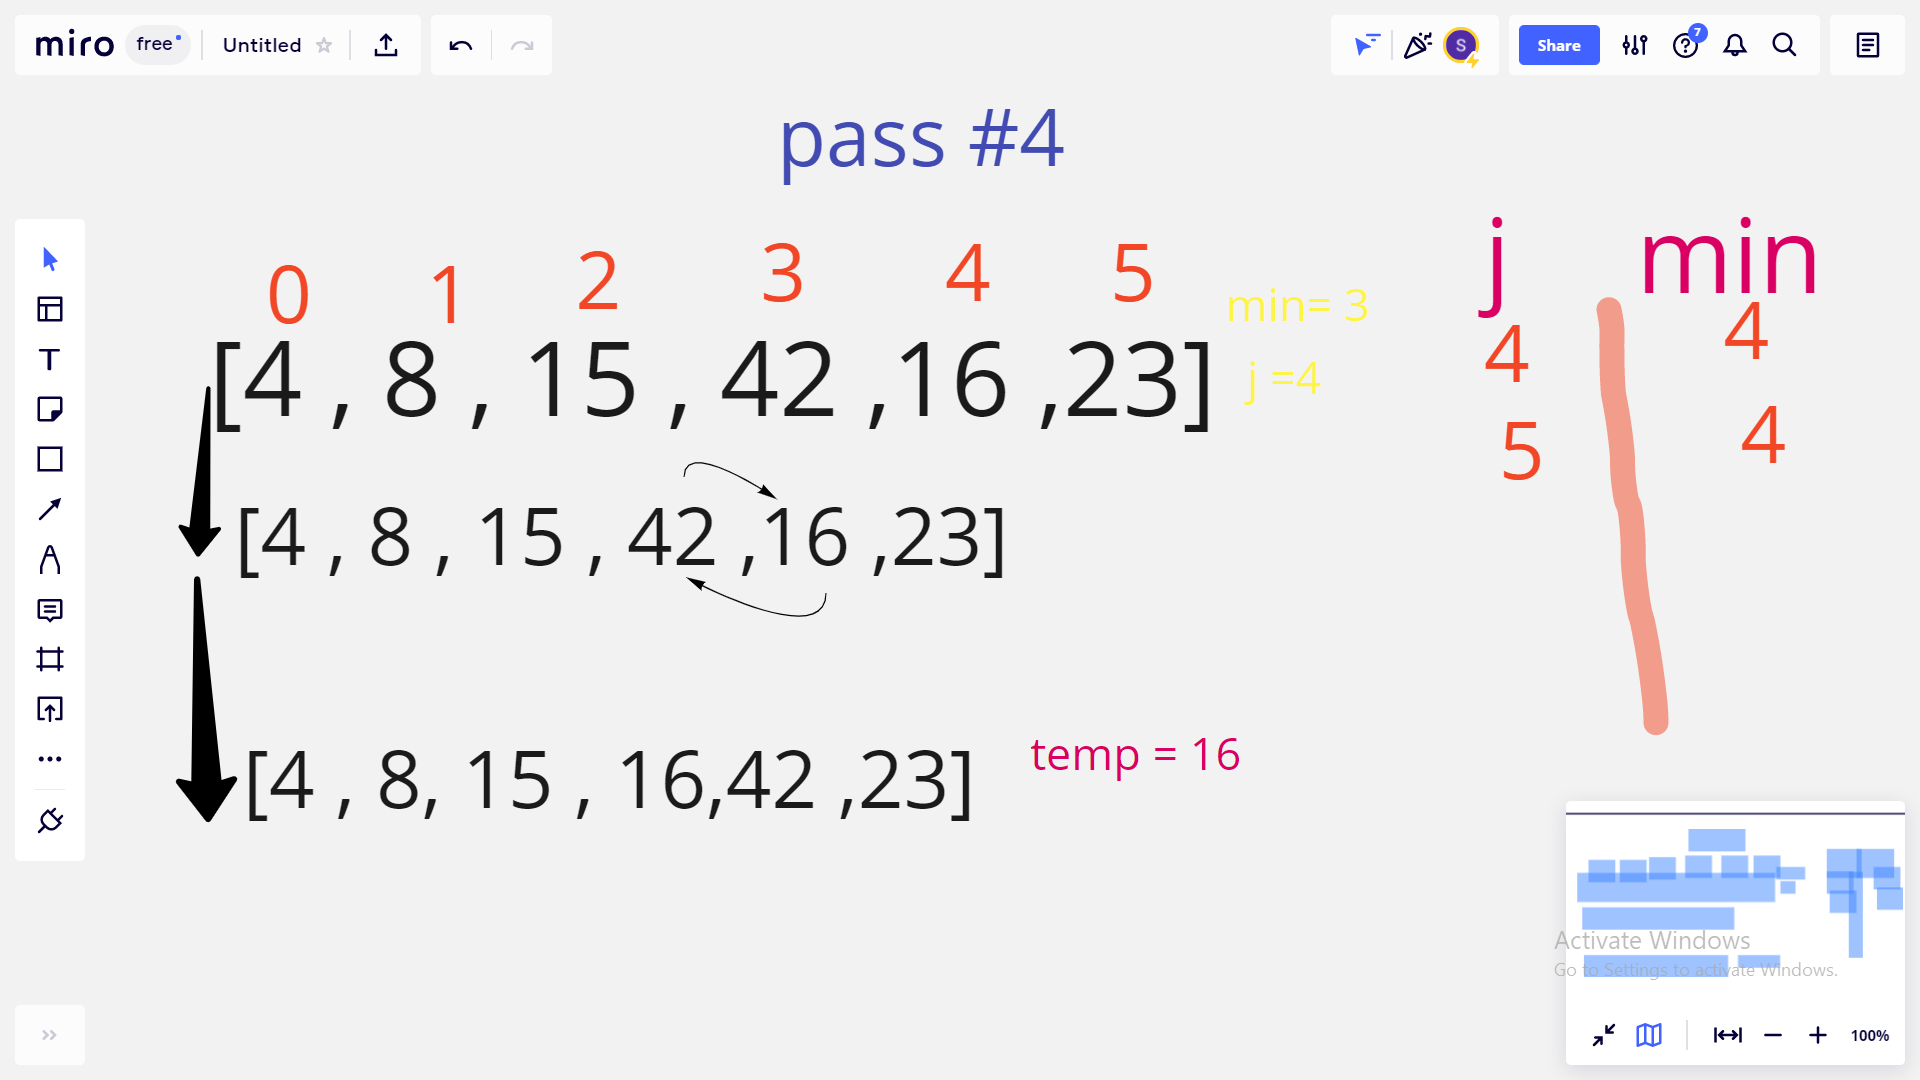 miro free Untitled
S Share 7
pass #4
0 1 2 3 4 5
j min
[4 , 8 , 15 , 42 ,16 ,23]
min= 3
j =4
4 4
5 4
[4 , 8 , 15 , 42 ,16 ,23]
[4 , 8, 15 , 16,42 ,23]
temp = 16
T
Activate Windows
Go to Settings to activate Windows.
100%